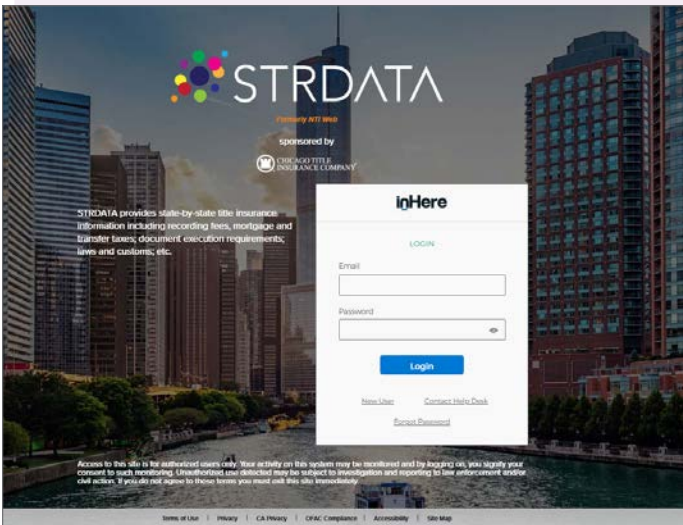 STRDATA
Formerly NTI Web
sponsored by
CHICAGO TITLE
INSURANCE COMPANY
STRDATA provides state-by-state title insurance
information including recording fees, mortgage and
transfer taxes; document execution requirements;
laws and customs; etc.
inHere
LOGIN
Email
Password
Login
New User
Contact Help Desk
Forgot Password
Access to this site is for authorized users only. Your activity on this system may be monitored and by logging on, you signify your
consent to such monitoring. Unauthorized use detected may be subject to investigation and reporting to law enforcement and/or
civil action. If you do not agree to these terms you must exit this site immediately.
Terms of Use | Privacy | CA Privacy | OFAC Compliance | Accessibility | Site Map